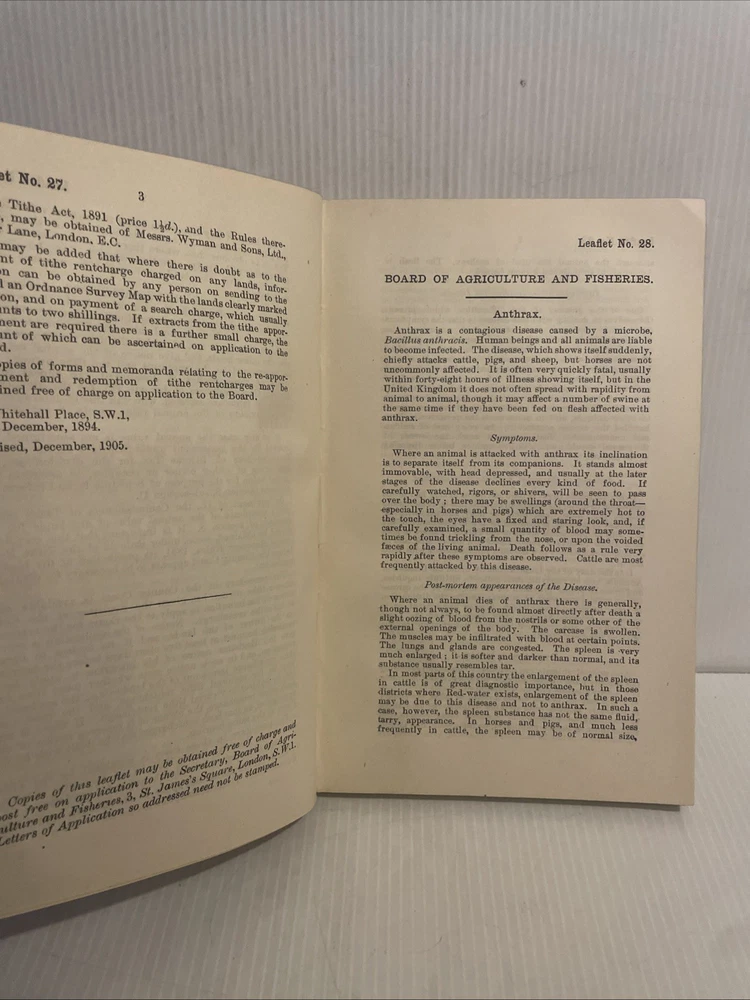 et No. 27.
3
Tithe Act, 1891 (price 1½d.), and the Rules there-
, may be obtained of Messrs. Wyman and Sons, Ltd.,
Lane, London, E.C.
may be added that where there is doubt as to the
nt of tithe rentcharge charged on any lands, infor-
on can be obtained by any person on sending to the
d an Ordnance Survey Map with the lands clearly marked
on, and on payment of a search charge, which usually
nts to two shillings. If extracts from the tithe appor-
ment are required there is a further small charge, the
nt of which can be ascertained on application to the
d.
pies of forms and memoranda relating to the re-appor-
ment and redemption of tithe rentcharges may be
ined free of charge on application to the Board.
hitehall Place, S.W.1,
December, 1894.
ised, December, 1905.
Copies of this leaflet may be obtained free of charge and
ost free on application to the Secretary, Board of Agri-
ulture and Fisheries, 3, St. James's Square, London, S.W.1.
Letters of Application so addressed need not be stamped.
Leaflet No. 28.
BOARD OF AGRICULTURE AND FISHERIES.
Anthrax.
Anthrax is a contagious disease caused by a microbe,
Bacillus anthracis. Human beings and all animals are liable
to become infected. The disease, which shows itself suddenly,
chiefly attacks cattle, pigs, and sheep, but horses are not
uncommonly affected. It is often very quickly fatal, usually
within forty-eight hours of illness showing itself, but in the
United Kingdom it does not often spread with rapidity from
animal to animal, though it may affect a number of swine at
the same time if they have been fed on flesh affected with
anthrax.
Symptoms.
Where an animal is attacked with anthrax its inclination
is to separate itself from its companions. It stands almost
immovable, with head depressed, and usually at the later
stages of the disease declines every kind of food. If
carefully watched, rigors, or shivers, will be seen to pass
over the body; there may be swellings (around the throat—
especially in horses and pigs) which are extremely hot to
the touch, the eyes have a fixed and staring look, and, if
carefully examined, a small quantity of blood may some-
times be found trickling from the nose, or upon the voided
fæces of the living animal. Death follows as a rule very
rapidly after these symptoms are observed. Cattle are most
frequently attacked by this disease.
Post-mortem appearances of the Disease.
Where an animal dies of anthrax there is generally,
though not always, to be found almost directly after death a
slight oozing of blood from the nostrils or some other of the
external openings of the body. The carcase is swollen.
The muscles may be infiltrated with blood at certain points.
The lungs and glands are congested. The spleen is very
much enlarged; it is softer and darker than normal, and its
substance usually resembles tar.
In most parts of this country the enlargement of the spleen
in cattle is of great diagnostic importance, but in those
districts where Red-water exists, enlargement of the spleen
may be due to this disease and not to anthrax. In such a
case, however, the spleen substance has not the same fluid,
tarry, appearance. In horses and pigs, and much less
frequently in cattle, the spleen may be of normal size,